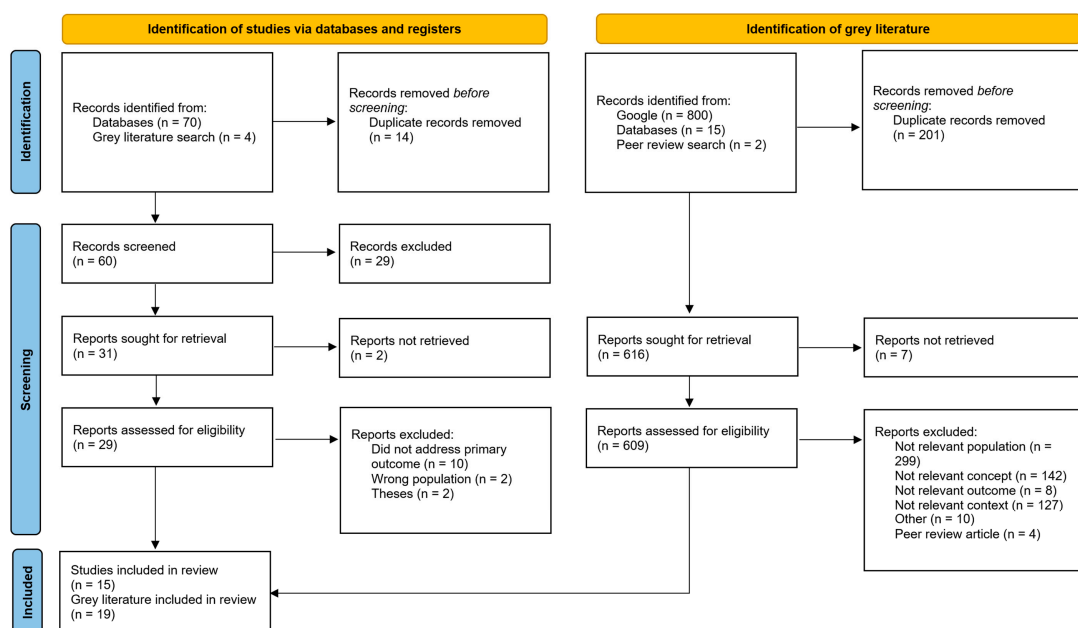 Identification of studies via databases and registers
Identification of grey literature
Identification
Records identified from:
Databases (n = 70)
Grey literature search (n = 4)
Records removed before
screening:
Duplicate records removed
(n = 14)
Records identified from:
Google (n = 800)
Databases (n = 15)
Peer review search (n = 2)
Records removed before
screening:
Duplicate records removed
(n = 201)
Screening
Records screened
(n = 60)
Records excluded
(n = 29)
Reports sought for retrieval
(n = 31)
Reports not retrieved
(n = 2)
Reports sought for retrieval
(n = 616)
Reports not retrieved
(n = 7)
Reports assessed for eligibility
(n = 29)
Reports excluded:
Did not address primary
outcome (n = 10)
Wrong population (n = 2)
Theses (n = 2)
Reports assessed for eligibility
(n = 609)
Reports excluded:
Not relevant population (n =
299)
Not relevant concept (n = 142)
Not relevant outcome (n = 8)
Not relevant context (n = 127)
Other (n = 10)
Peer review article (n = 4)
Included
Studies included in review
(n = 15)
Grey literature included in review
(n = 19)